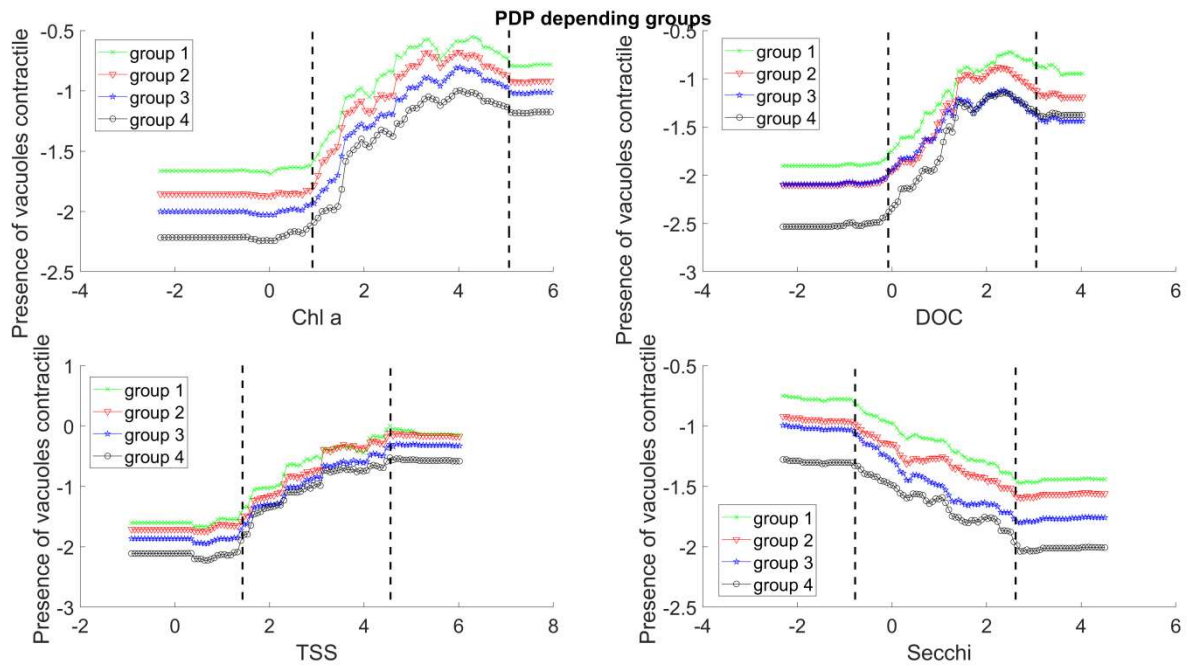 PDP depending groups
Presence of vacuoles contractile
-0.5
-1
-1.5
-2
-2.5
group 1
group 2
group 3
group 4
-4
-2
0
2
4
6
Chl a
Presence of vacuoles contractile
-0.5
-1
-1.5
-2
-2.5
-3
group 1
group 2
group 3
group 4
-4
-2
0
2
4
6
DOC
Presence of vacuoles contractile
1
0
-1
-2
-3
group 1
group 2
group 3
group 4
-2
0
2
4
6
8
TSS
Presence of vacuoles contractile
-0.5
-1
-1.5
-2
-2.5
group 1
group 2
group 3
group 4
-4
-2
0
2
4
6
Secchi